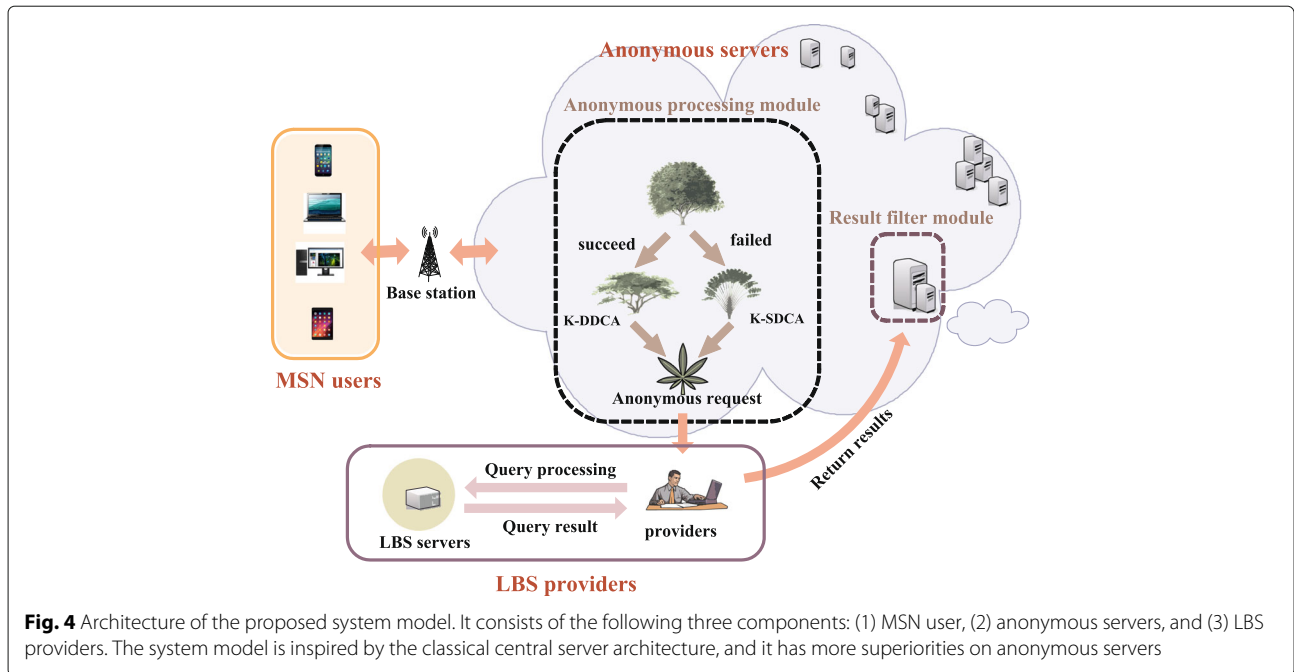 Anonymous servers
Anonymous processing module
succeed
failed
K-DDCA
K-SDCA
Anonymous request
Result filter module
Base station
MSN users
Return results
Query processing
Query result
LBS servers
providers
LBS providers
Fig. 4 Architecture of the proposed system model. It consists of the following three components: (1) MSN user, (2) anonymous servers, and (3) LBS
providers. The system model is inspired by the classical central server architecture, and it has more superiorities on anonymous servers